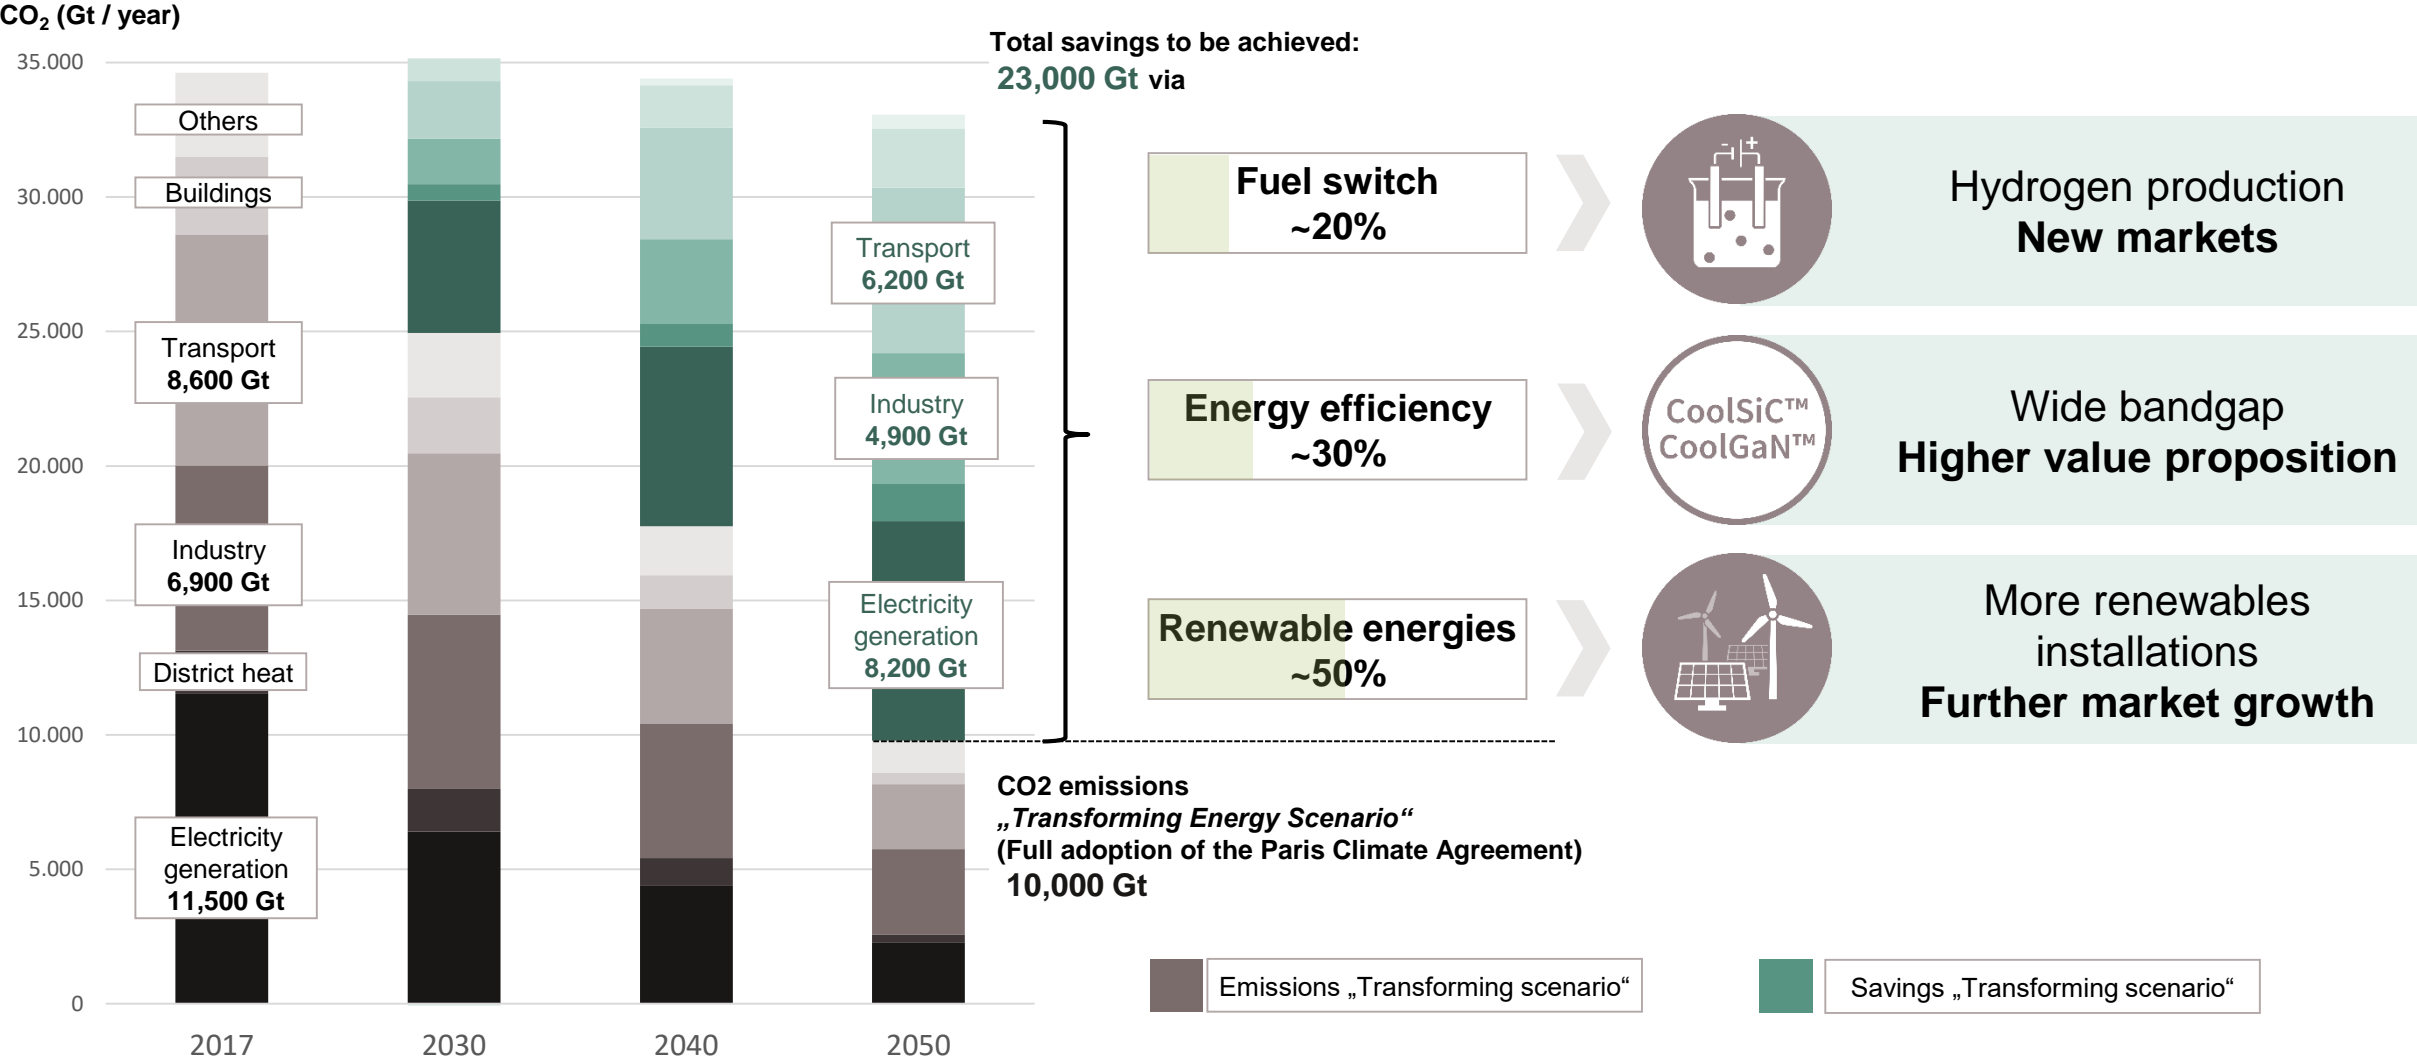 CO2 (Gt / year)
35.000
30.000
25.000
20.000
15.000
10.000
5.000
0
2017
2030
2040
2050
Others
Buildings
Transport
8,600 Gt
Industry
6,900 Gt
District heat
Electricity
generation
11,500 Gt
Transport
6,200 Gt
Industry
4,900 Gt
Electricity
generation
8,200 Gt
Total savings to be achieved:
23,000 Gt via
Fuel switch
~20%
Energy efficiency
~30%
Renewable energies
~50%
- +
CoolSiC™
CoolGaN™
Hydrogen production
New markets
Wide bandgap
Higher value proposition
More renewables
installations
Further market growth
CO2 emissions
„Transforming Energy Scenario“
(Full adoption of the Paris Climate Agreement)
10,000 Gt
Emissions „Transforming scenario“
Savings „Transforming scenario“